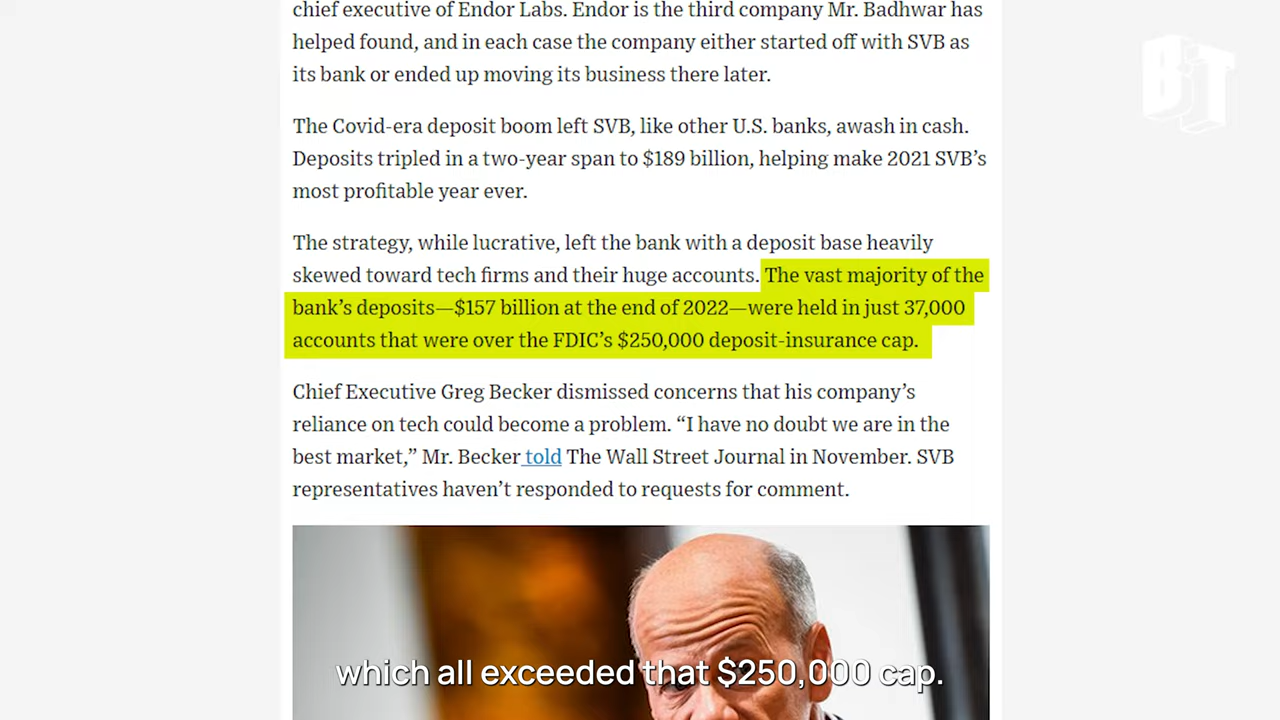 chief executive of Endor Labs. Endor is the third company Mr. Badhwar has
helped found, and in each case the company either started off with SVB as
its bank or ended up moving its business there later.
The Covid-era deposit boom left SVB, like other U.S. banks, awash in cash.
Deposits tripled in a two-year span to $189 billion, helping make 2021 SVB’s
most profitable year ever.
The strategy, while lucrative, left the bank with a deposit base heavily
skewed toward tech firms and their huge accounts. The vast majority of the
bank’s deposits—$157 billion at the end of 2022—were held in just 37,000
accounts that were over the FDIC’s $250,000 deposit-insurance cap.
Chief Executive Greg Becker dismissed concerns that his company’s
reliance on tech could become a problem. “I have no doubt we are in the
best market,” Mr. Becker told The Wall Street Journal in November. SVB
representatives haven’t responded to requests for comment.
which all exceeded that $250,000 cap.